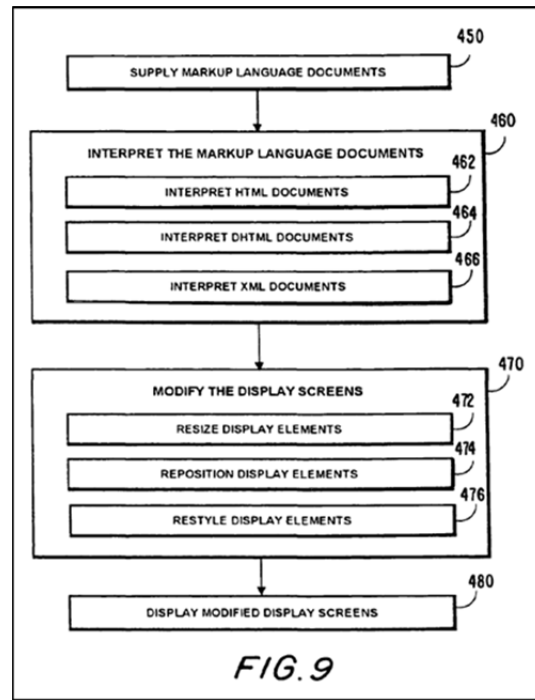 450
SUPPLY MARKUP LANGUAGE DOCUMENTS
460
INTERPRET THE MARKUP LANGUAGE DOCUMENTS
462
INTERPRET HTML DOCUMENTS
464
INTERPRET DHTML DOCUMENTS
466
INTERPRET XML DOCUMENTS
470
MODIFY THE DISPLAY SCREENS
472
RESIZE DISPLAY ELEMENTS
474
REPOSITION DISPLAY ELEMENTS
476
RESTYLE DISPLAY ELEMENTS
480
DISPLAY MODIFIED DISPLAY SCREENS
FIG.9